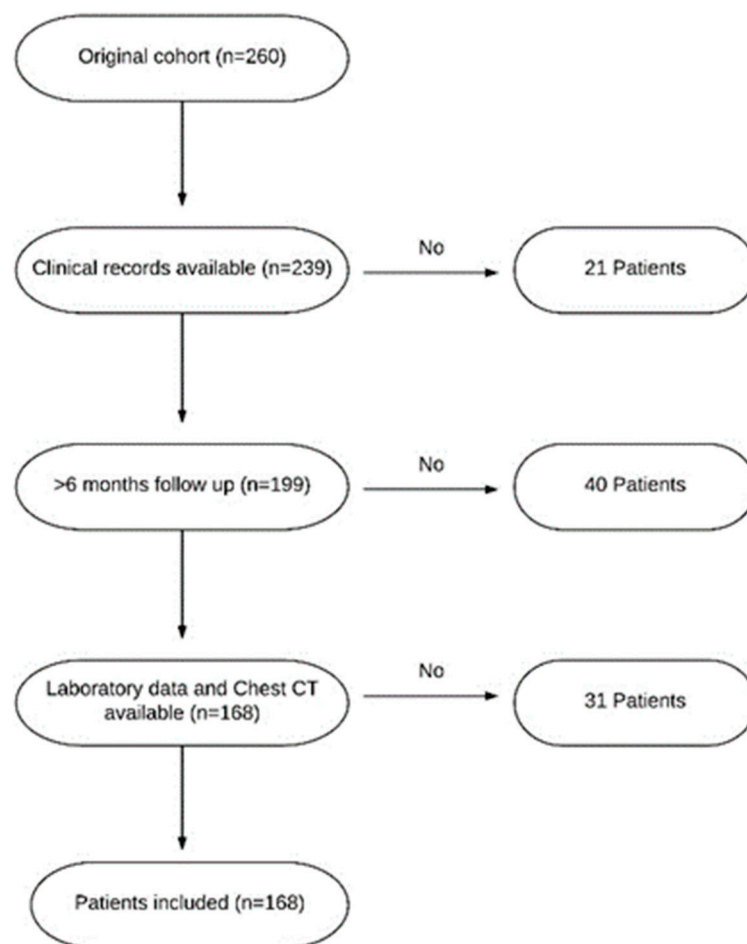 Original cohort (n=260)
Clinical records available (n=239)
No
21 Patients
>6 months follow up (n=199)
No
40 Patients
Laboratory data and Chest CT
available (n=168)
No
31 Patients
Patients included (n=168)